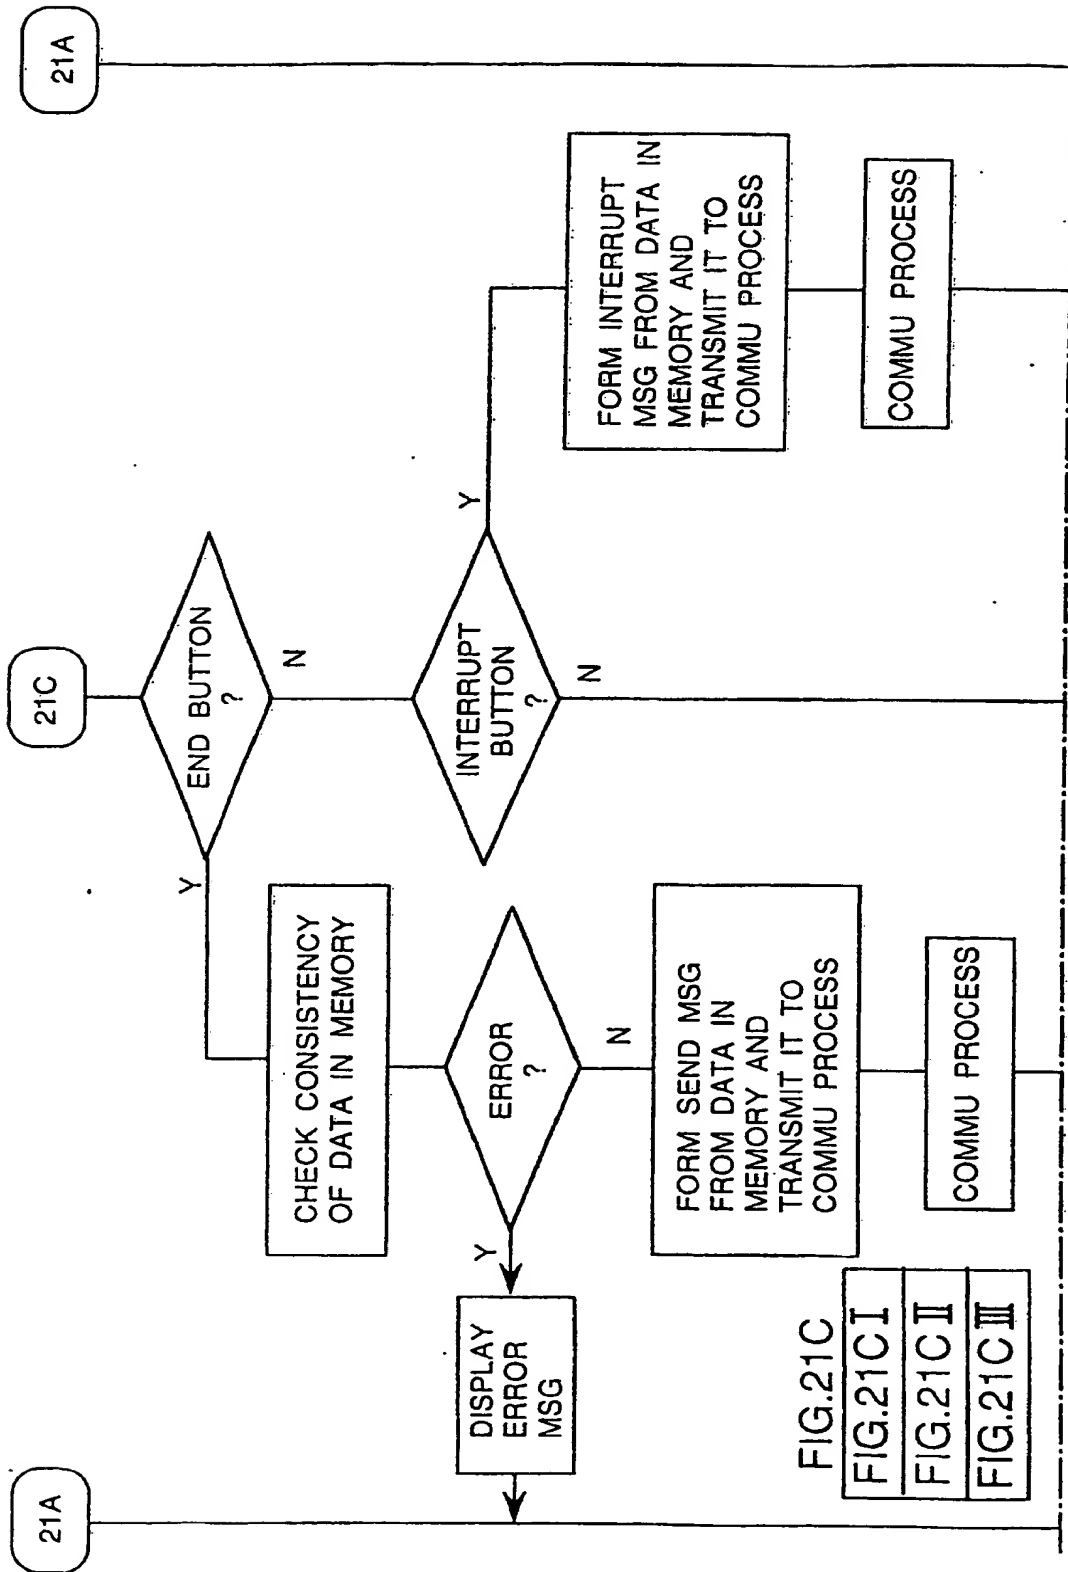 21A
21C
21A
END BUTTON
?
Y
N
CHECK CONSISTENCY
OF DATA IN MEMORY
INTERRUPT
BUTTON
?
Y
N
DISPLAY
ERROR
MSG
Y
ERROR
?
N
FORM INTERRUPT
MSG FROM DATA IN
MEMORY AND
TRANSMIT IT TO
COMMU PROCESS
FORM SEND MSG
FROM DATA IN
MEMORY AND
TRANSMIT IT TO
COMMU PROCESS
COMMU PROCESS
COMMU PROCESS
FIG.21C
FIG.21C I
FIG.21C II
FIG.21C III